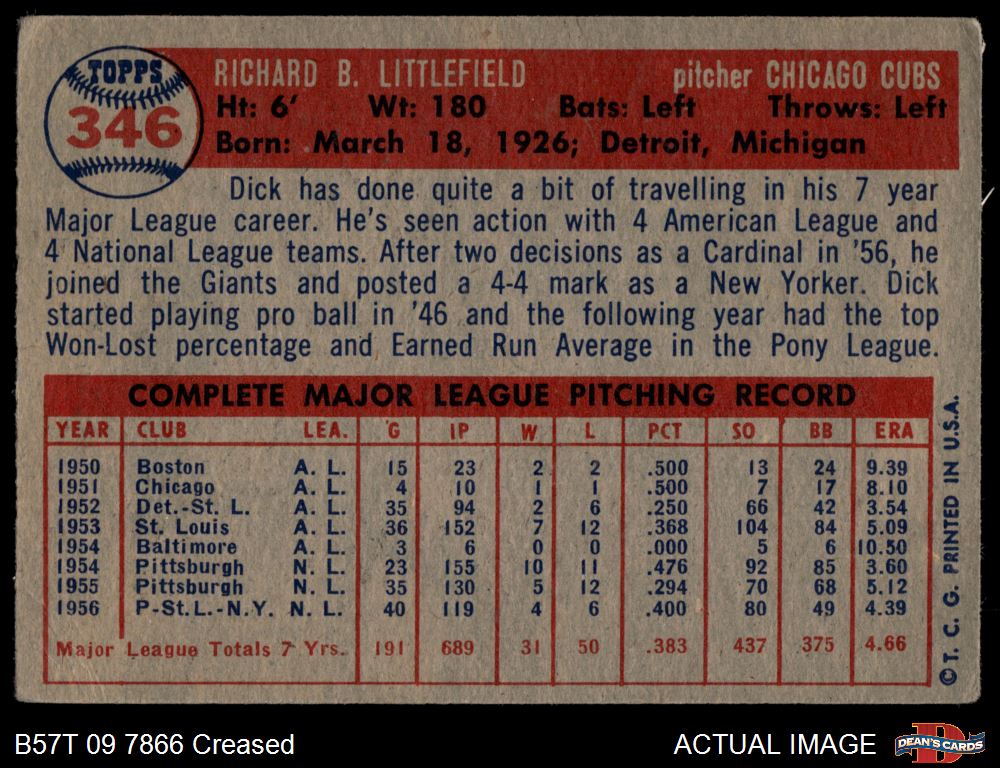 TOPPS
346
RICHARD B. LITTLEFIELD pitcher CHICAGO CUBS
Ht: 6' Wt: 180 Bats: Left Throws: Left
Born: March 18, 1926; Detroit, Michigan
Dick has done quite a bit of travelling in his 7 year
Major League career. He's seen action with 4 American League and
4 National League teams. After two decisions as a Cardinal in '56, he
joined the Giants and posted a 4-4 mark as a New Yorker. Dick
started playing pro ball in '46 and the following year had the top
Won-Lost percentage and Earned Run Average in the Pony League.
COMPLETE MAJOR LEAGUE PITCHING RECORD
YEAR CLUB LEA. G IP W L PCT SO BB ERA
1950 Boston A. L. 15 23 2 2 .500 13 24 9.39
1951 Chicago A. L. 4 10 1 1 .500 7 17 8.10
1952 Det.-St. L. A. L. 35 94 2 6 .250 66 42 3.54
1953 St. Louis A. L. 36 152 7 12 .368 104 84 5.09
1954 Baltimore A. L. 3 6 0 0 .000 5 6 10.50
1954 Pittsburgh N. L. 23 155 10 11 .476 92 85 3.60
1955 Pittsburgh N. L. 35 130 5 12 .294 70 68 5.12
1956 P-St.L.-N.Y. N. L. 40 119 4 6 .400 80 49 4.39
Major League Totals 7 Yrs. 191 689 31 50 .383 437 375 4.66
©T. C. G. PRINTED IN U.S.A.
B57T 09 7866 Creased
ACTUAL IMAGE
DEAN'S CARDS